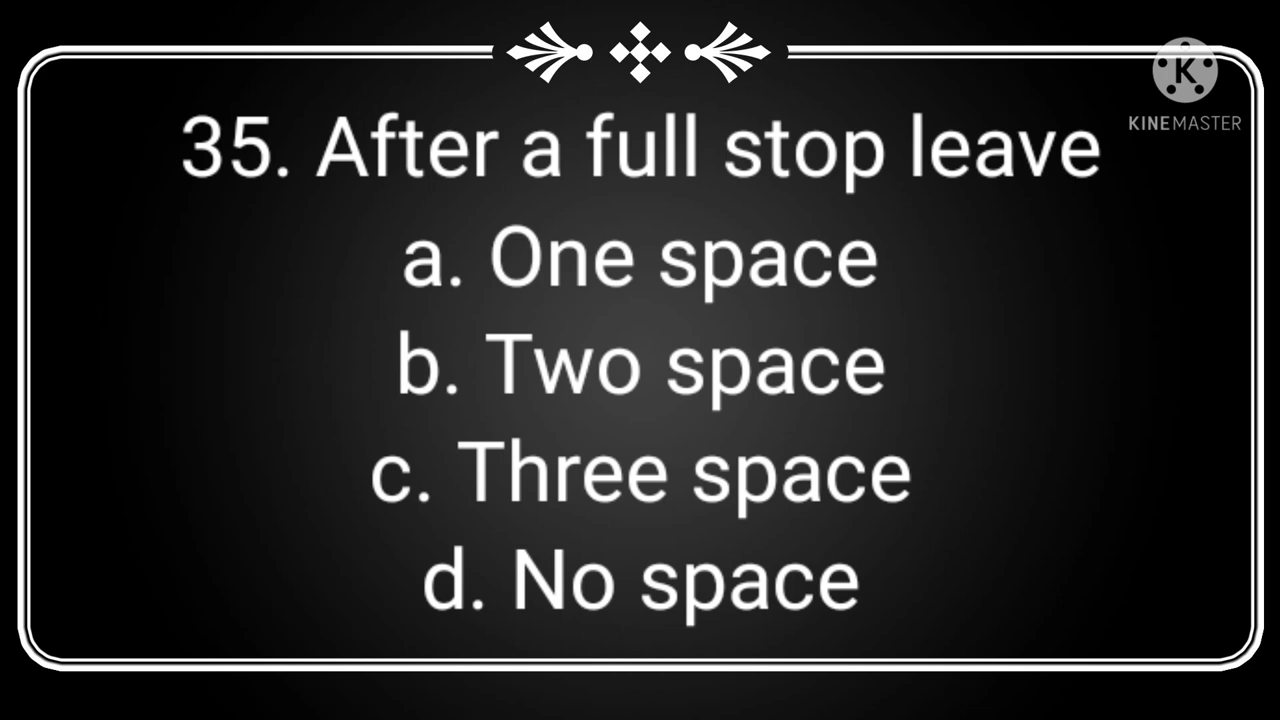 35. After a full stop leave
a. One space
b. Two space
c. Three space
d. No space
K
KINEMASTER